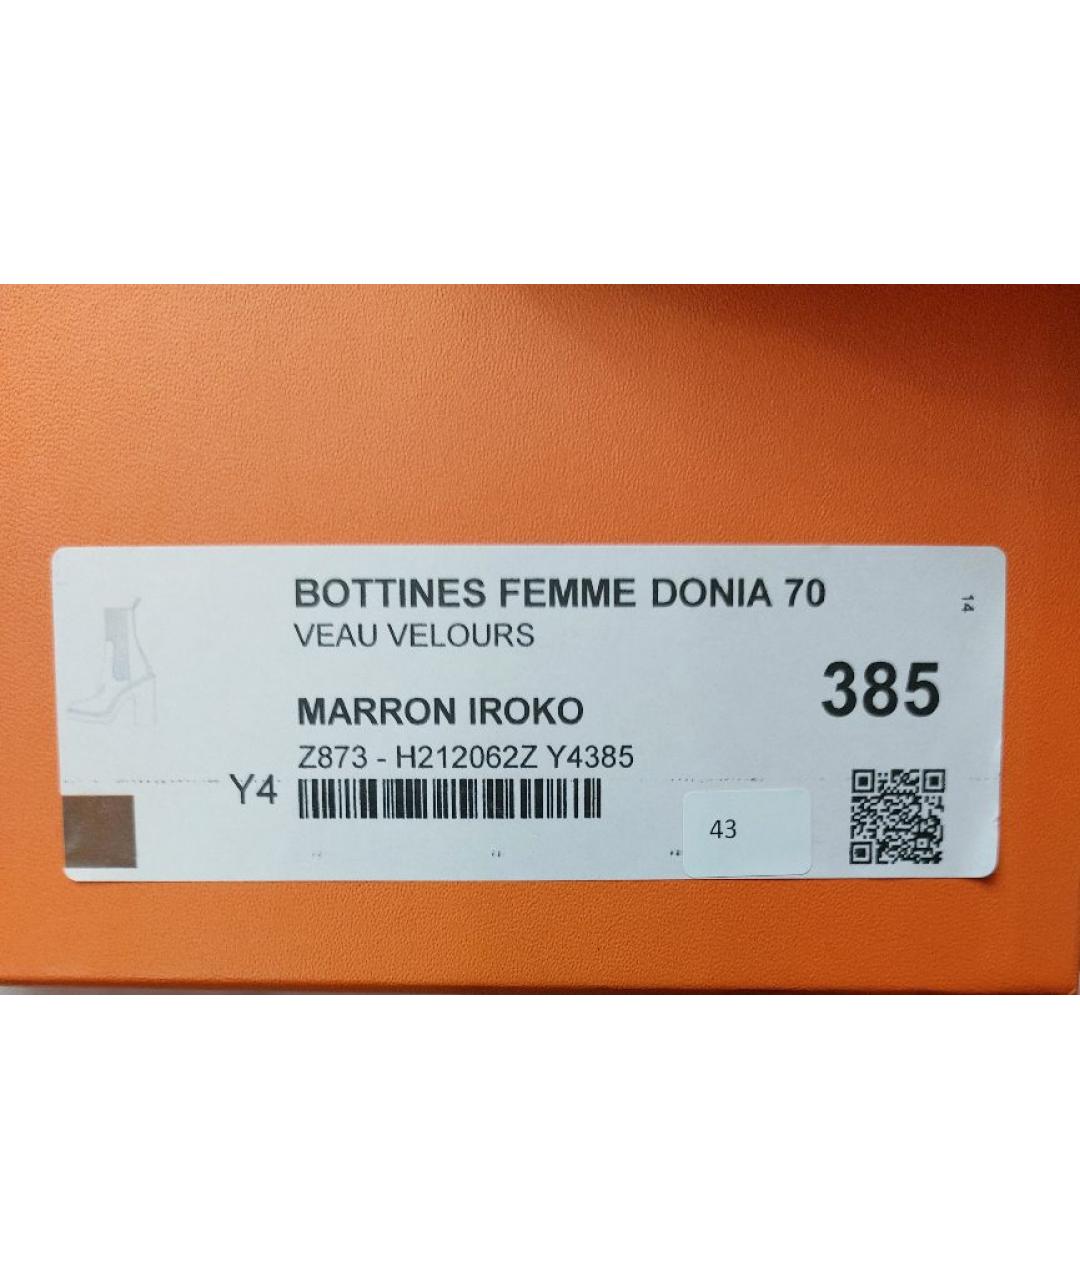 BOTTINES FEMME DONIA 70
VEAU VELOURS
14
385
MARRON IROKO
Z873 - H212062Z Y4385
Y4
43